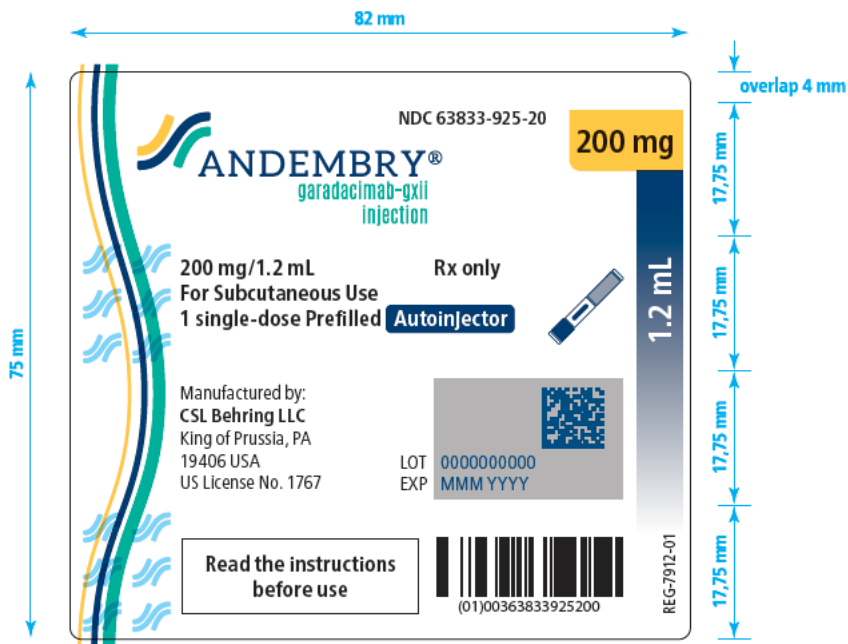 82 mm
overlap 4 mm
NDC 63833-925-20
200 mg
ANDEMBRY®
garadacimab-gxii
injection
17,75 mm
200 mg/1.2 mL
Rx only
For Subcutaneous Use
1 single-dose Prefilled Autoinjector
1.2 mL
17,75 mm
75 mm
Manufactured by:
CSL Behring LLC
King of Prussia, PA
19406 USA
US License No. 1767
LOT 0000000000
EXP MMM YYYY
17,75 mm
Read the instructions
before use
(01)00363833925200
REG-7912-01
17,75 mm